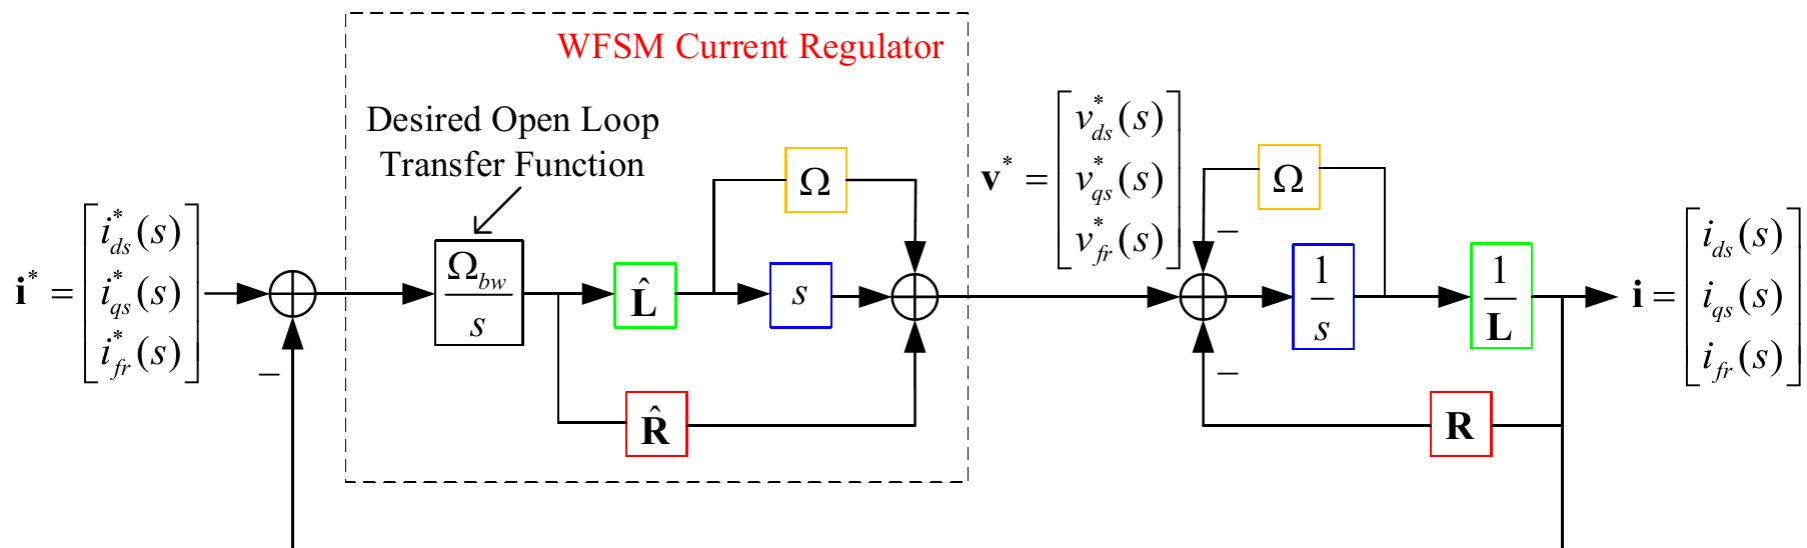 WFSM Current Regulator
Desired Open Loop
Transfer Function
i* = [i*ds(s) i*qs(s) i*fr(s)]
−
Ωbw
s
L̂
Ω
s
R̂
v* = [v*ds(s) v*qs(s) v*fr(s)]
−
−
Ω
1
s
1
L
R
i = [ids(s) iqs(s) ifr(s)]